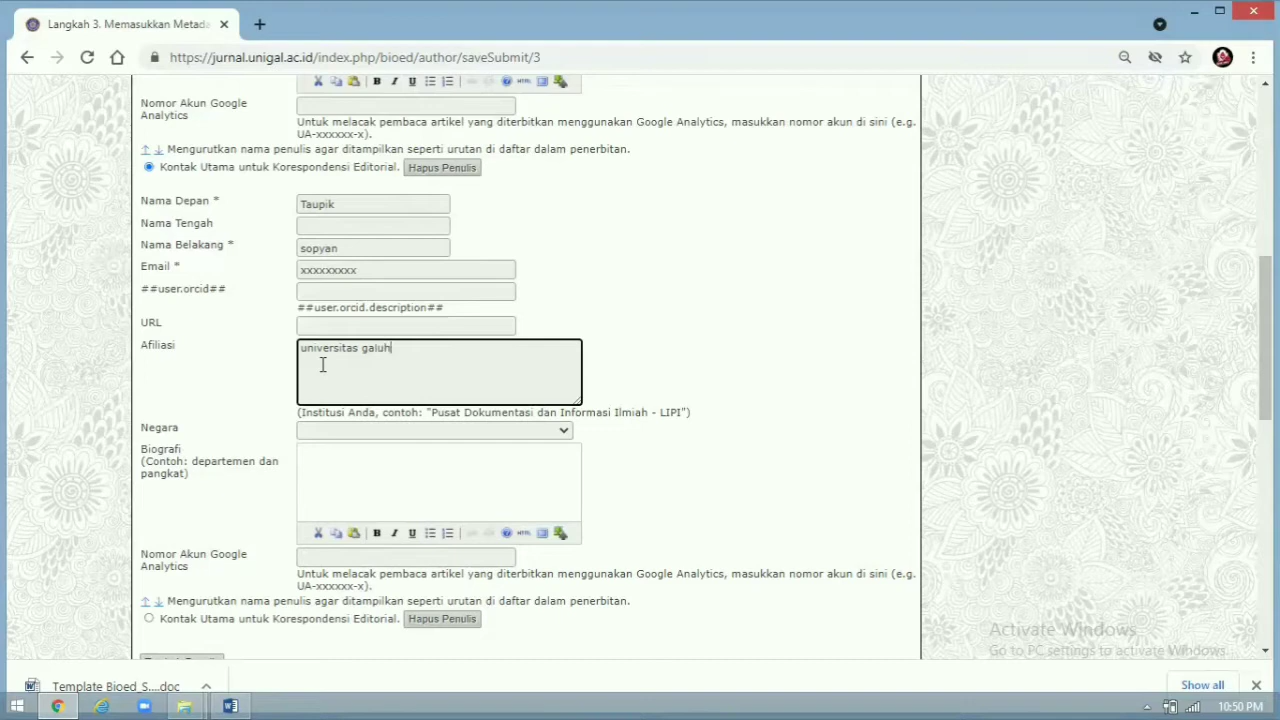 Langkah 3. Memasukkan Metada
https://jurnal.unigal.ac.id/index.php/bioed/author/saveSubmit/3
B I U HTML
Nomor Akun Google
Analytics
Untuk melacak pembaca artikel yang diterbitkan menggunakan Google Analytics, masukkan nomor akun di sini (e.g.
UA-xxxxxx-x).
Mengurutkan nama penulis agar ditampilkan seperti urutan di daftar dalam penerbitan.
Kontak Utama untuk Korespondensi Editorial. Hapus Penulis
Nama Depan * Taupik
Nama Tengah
Nama Belakang * sopyan
Email * xxxxxxxxx
##user.orcid##
##user.orcid.description##
URL
Afiliasi universitas galuh
(Institusi Anda, contoh: "Pusat Dokumentasi dan Informasi Ilmiah - LIPI")
Negara
Biografi
(Contoh: departemen dan
pangkat)
B I U HTML
Nomor Akun Google
Analytics
Untuk melacak pembaca artikel yang diterbitkan menggunakan Google Analytics, masukkan nomor akun di sini (e.g.
UA-xxxxxx-x).
Mengurutkan nama penulis agar ditampilkan seperti urutan di daftar dalam penerbitan.
Kontak Utama untuk Korespondensi Editorial. Hapus Penulis
Activate Windows
Go to PC settings to activate Windows.
Template Bioed_S....doc
Show all
10:50 PM